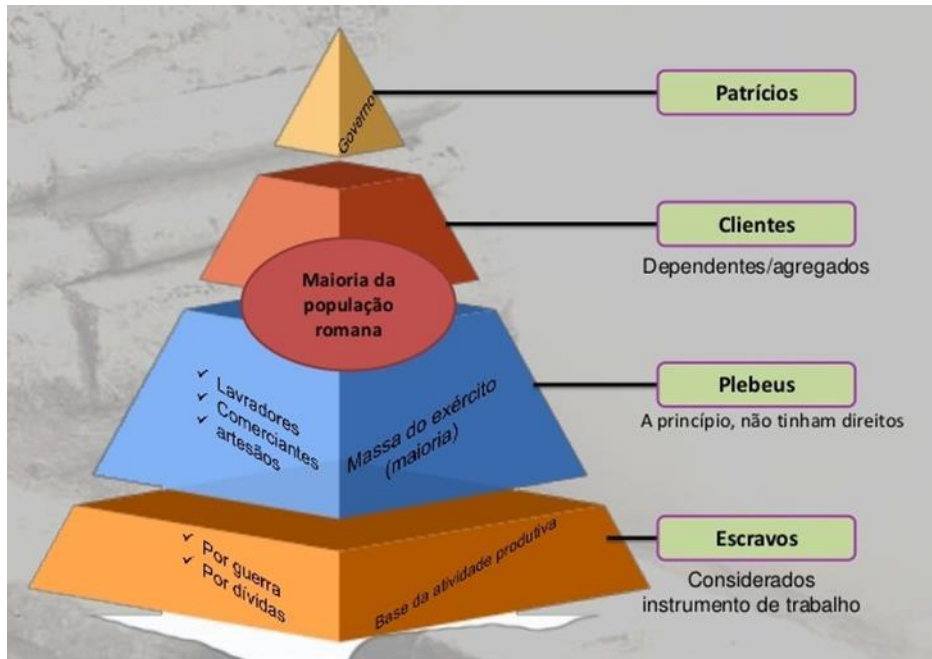 Governo
Patrícios
Clientes
Dependentes/agregados
Maioria da
população
romana
✓ Lavradores
✓ Comerciantes
✓ artesãos
Massa do exército
(maioria)
Plebeus
A princípio, não tinham direitos
✓ Por guerra
✓ Por dívidas
Base da atividade produtiva
Escravos
Considerados
instrumento de trabalho